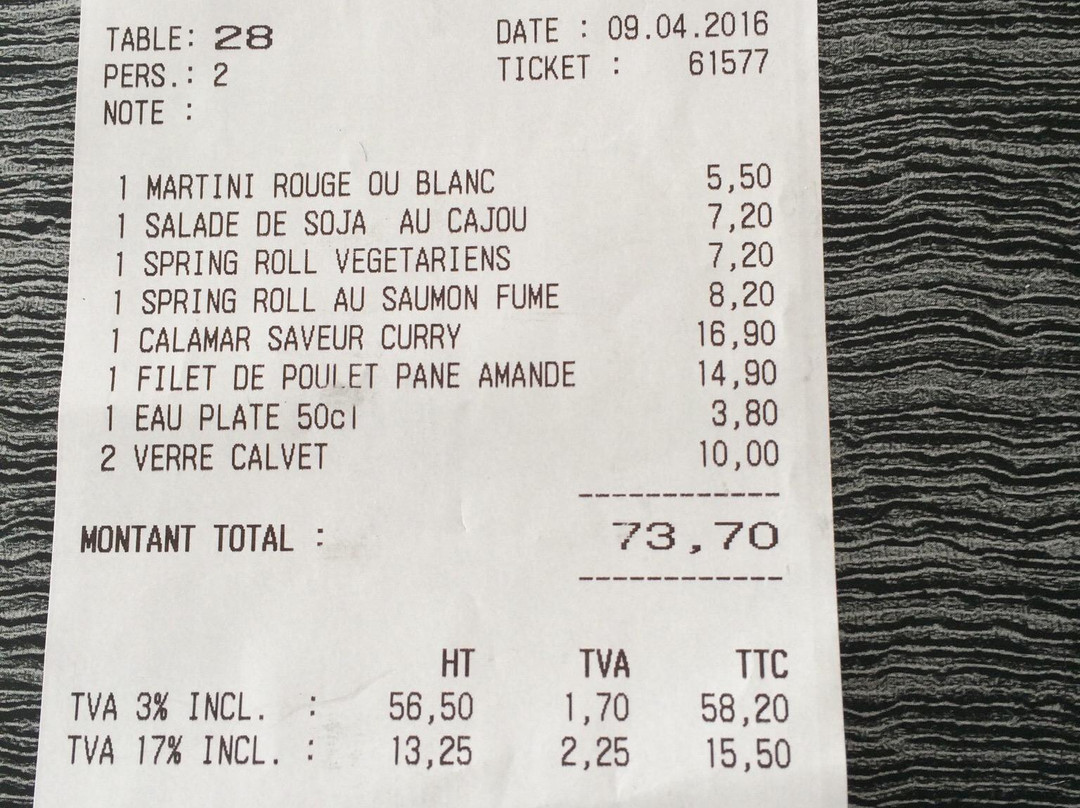 TABLE: 28 DATE : 09.04.2016
PERS.: 2 TICKET : 61577
NOTE :
1 MARTINI ROUGE OU BLANC 5,50
1 SALADE DE SOJA AU CAJOU 7,20
1 SPRING ROLL VEGETARIENS 7,20
1 SPRING ROLL AU SAUMON FUME 8,20
1 CALAMAR SAVEUR CURRY 16,90
1 FILET DE POULET PANE AMANDE 14,90
1 EAU PLATE 50cl 3,80
2 VERRE CALVET 10,00
------------
MONTANT TOTAL : 73,70
------------
HT TVA TTC
TVA 3% INCL. : 56,50 1,70 58,20
TVA 17% INCL. : 13,25 2,25 15,50